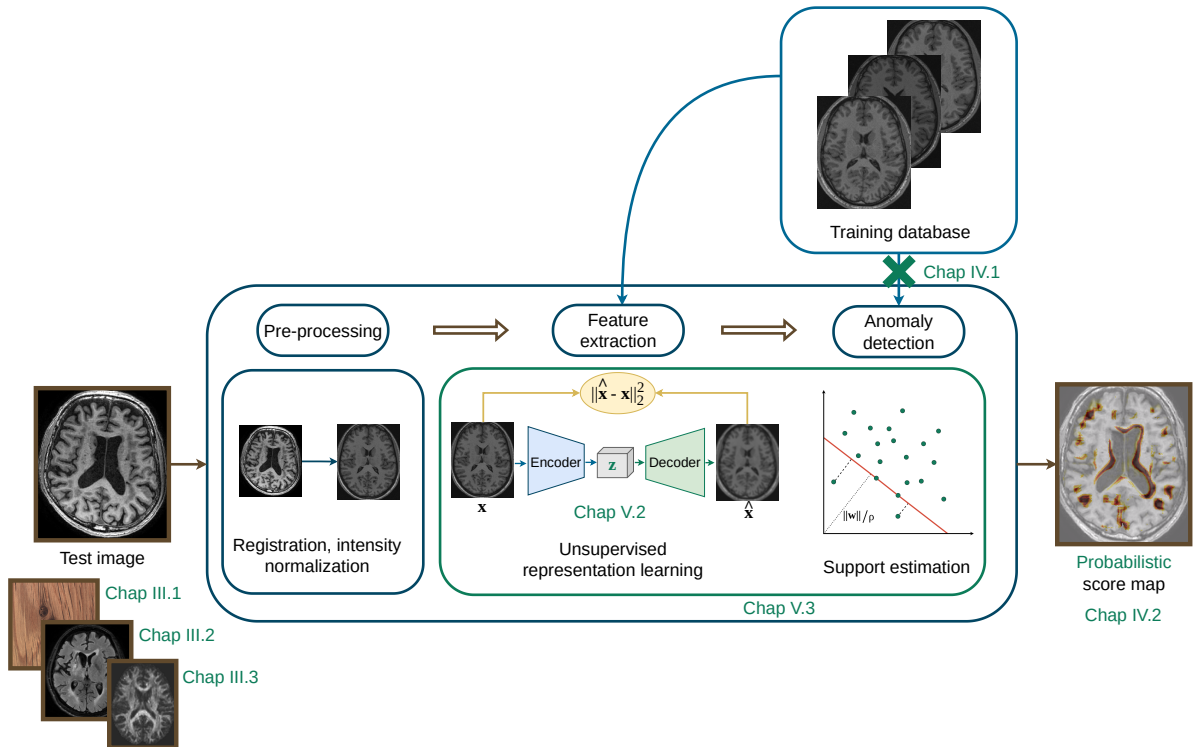 Training database
Chap IV.1
Pre-processing
Feature
extraction
Anomaly
detection
||x̂ - x||₂²
Encoder
z
Decoder
x
x̂
Chap V.2
||w||/ρ
Test image
Registration, intensity
normalization
Unsupervised
representation learning
Support estimation
Chap V.3
Probabilistic
score map
Chap IV.2
Chap III.1
Chap III.2
Chap III.3